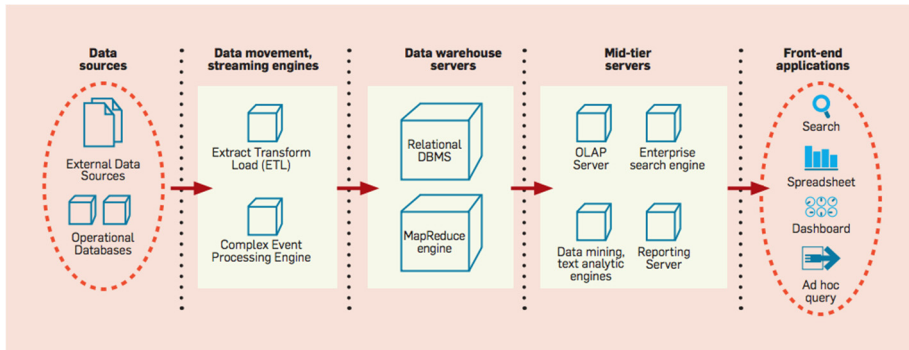 Data
sources
Data movement,
streaming engines
Data warehouse
servers
Mid-tier
servers
Front-end
applications
External Data
Sources
Operational
Databases
Extract Transform
Load (ETL)
Complex Event
Processing Engine
Relational
DBMS
MapReduce
engine
OLAP
Server
Enterprise
search engine
Data mining,
text analytic
engines
Reporting
Server
Search
Spreadsheet
Dashboard
Ad hoc
query